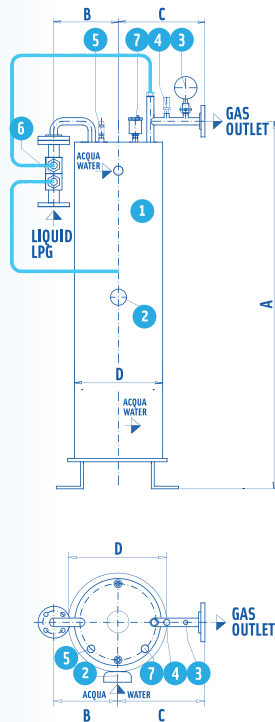 B
C
5
7
4
3
GAS
OUTLET
6
ACQUA
WATER
1
LIQUID
LPG
2
A
D
ACQUA
WATER
D
GAS
OUTLET
5
2
7
4
3
ACQUA WATER
B
C